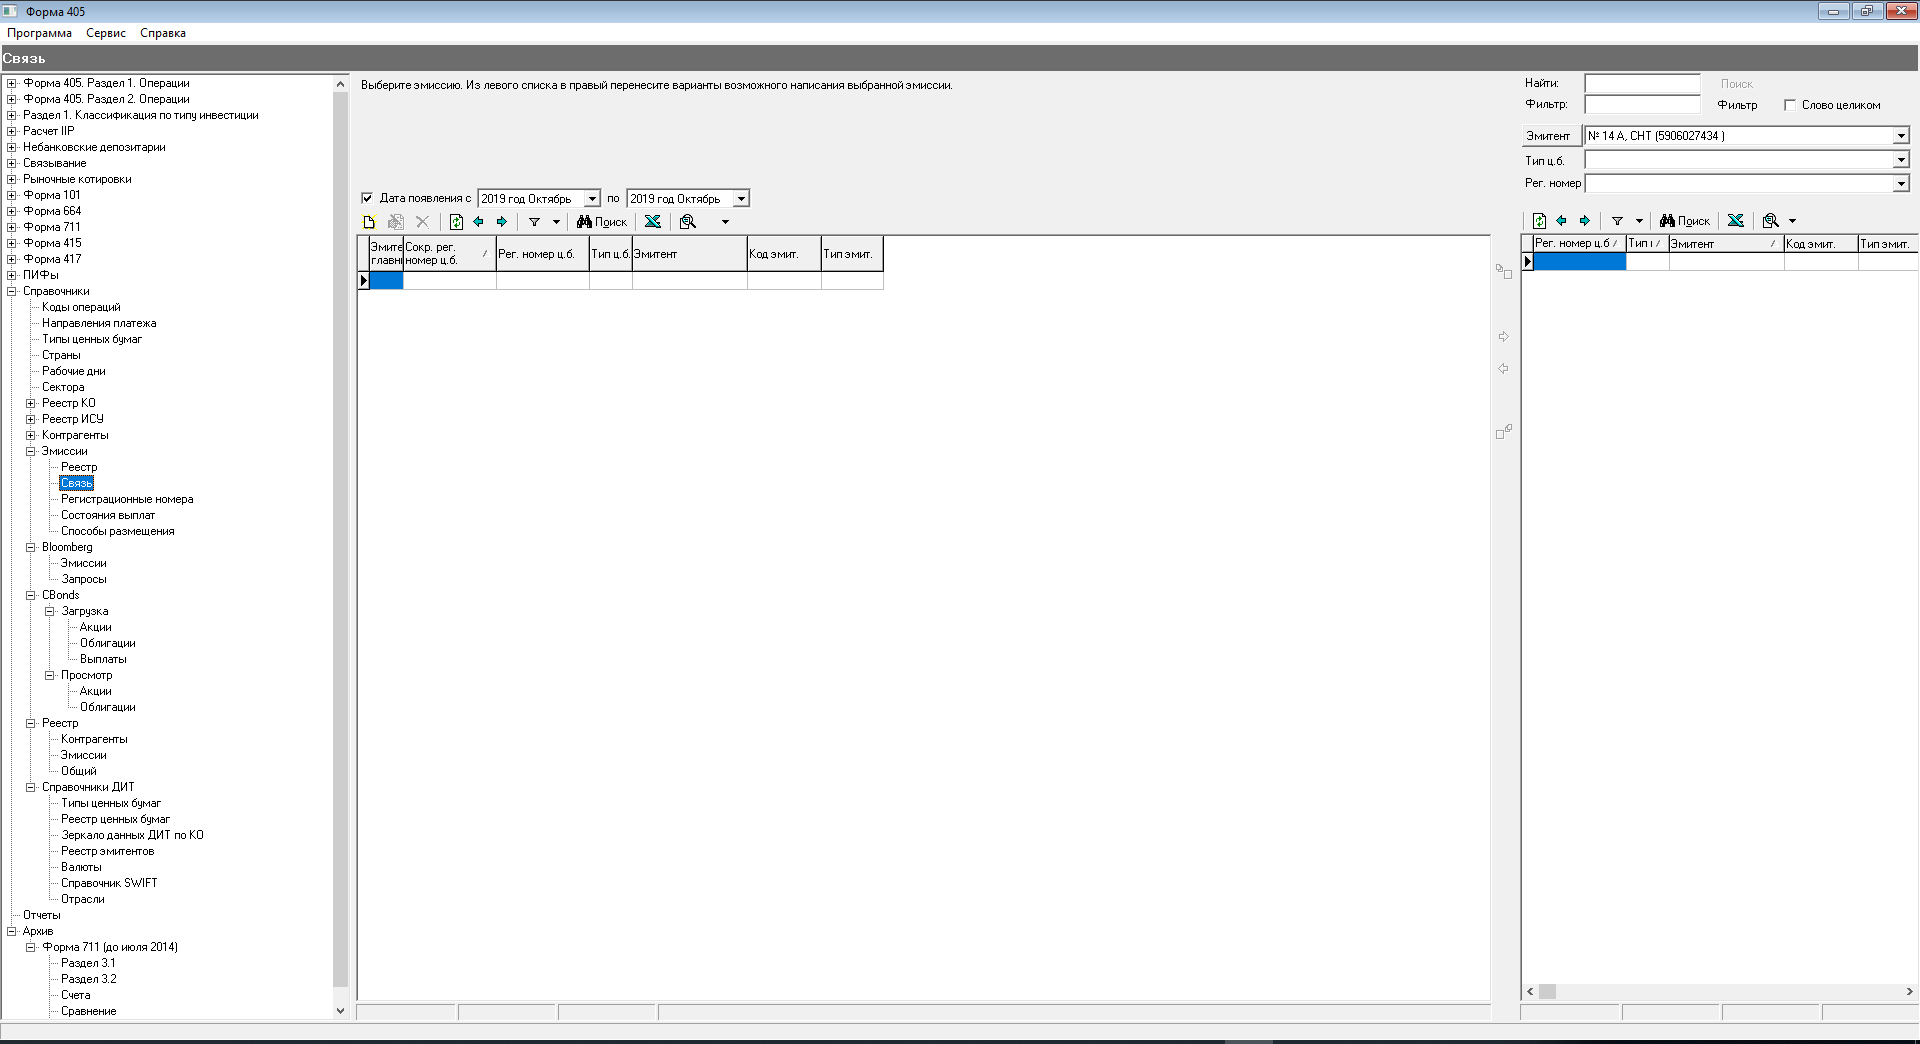 Форма 405
Программа Сервис Справка
Связь
Форма 405. Раздел 1. Операции
Форма 405. Раздел 2. Операции
Раздел 1. Классификация по типу инвестиции
Расчет IIP
Небанковские депозитарии
Связывание
Рыночные котировки
Форма 101
Форма 664
Форма 711
Форма 415
Форма 417
ПИФы
Справочники
Коды операций
Направления платежа
Типы ценных бумаг
Страны
Рабочие дни
Сектора
Реестр КО
Реестр ИСУ
Контрагенты
Эмиссии
Реестр
Связь
Регистрационные номера
Состояния выплат
Способы размещения
Bloomberg
Эмиссии
Запросы
CBonds
Загрузка
Акции
Облигации
Выплаты
Просмотр
Акции
Облигации
Реестр
Контрагенты
Эмиссии
Общий
Справочники ДИТ
Типы ценных бумаг
Реестр ценных бумаг
Зеркало данных ДИТ по КО
Реестр эмитентов
Валюты
Справочник SWIFT
Отрасли
Отчеты
Архив
Форма 711 (до июля 2014)
Раздел 3.1
Раздел 3.2
Счета
Сравнение
Выберите эмиссию. Из левого списка в правый перенесите варианты возможного написания выбранной эмиссии.
Дата появления с 2019 год Октябрь по 2019 год Октябрь
Поиск
Эмите
главн
Сокр. рег.
номер ц.б.
Рег. номер ц.б.
Тип ц.б.
Эмитент
Код эмит.
Тип эмит.
Найти: Поиск
Фильтр: Фильтр Слово целиком
Эмитент № 14 А, СНТ (5906027434 )
Тип ц.б.
Рег. номер
Поиск
Рег. номер ц.б Тип Эмитент Код эмит. Тип эмит.